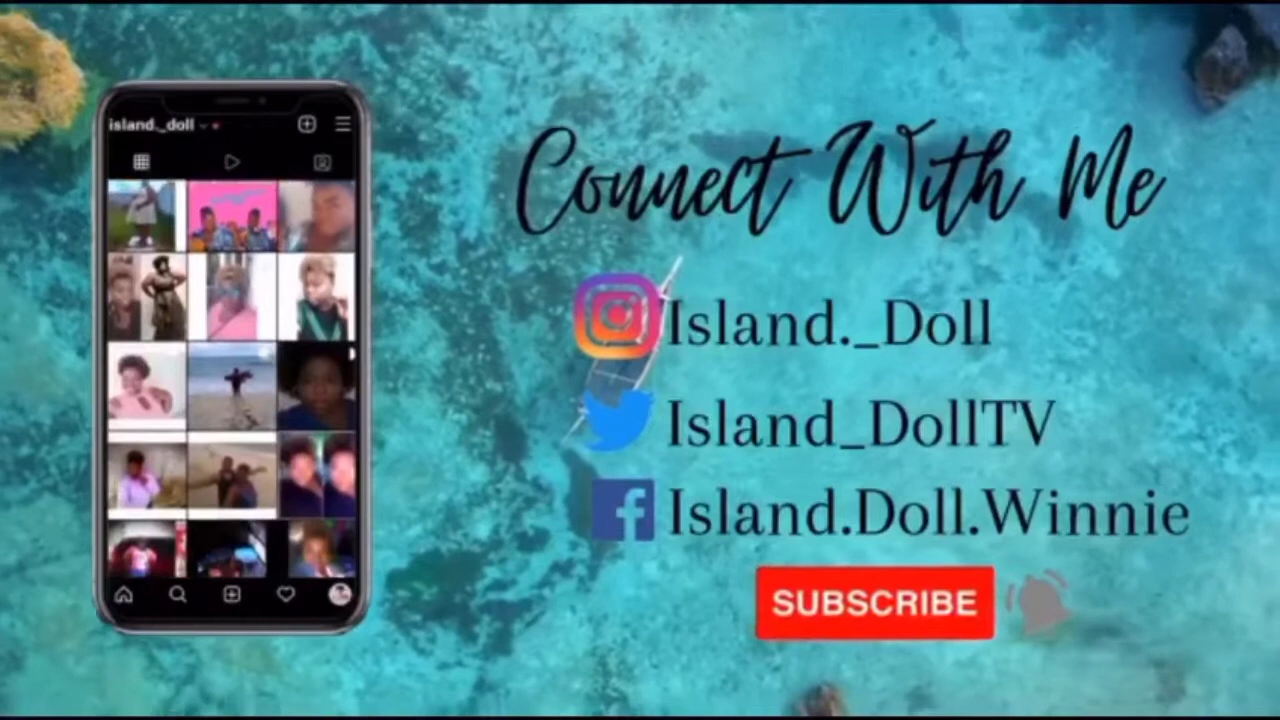 island._doll
Connect With Me
Island._Doll
Island_DollTV
Island.Doll.Winnie
SUBSCRIBE